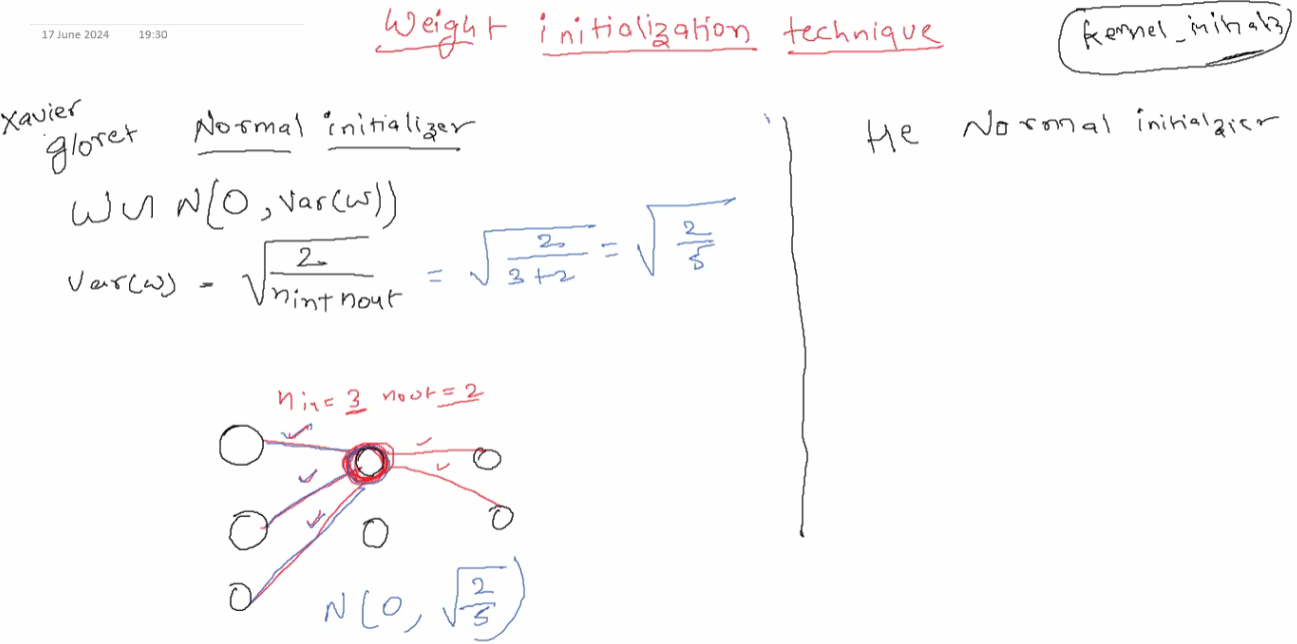 17 June 2024 19:30
Weight initialization technique
kernel_initializ
Xavier
gloret Normal initializer
W ~ N(0, Var(w))
Var(w) = √(2 / nin + nout) = √(2 / 3+2) = √(2 / 5)
nin = 3 nout = 2
N(0, √(2 / 5))
He Normal initialzier